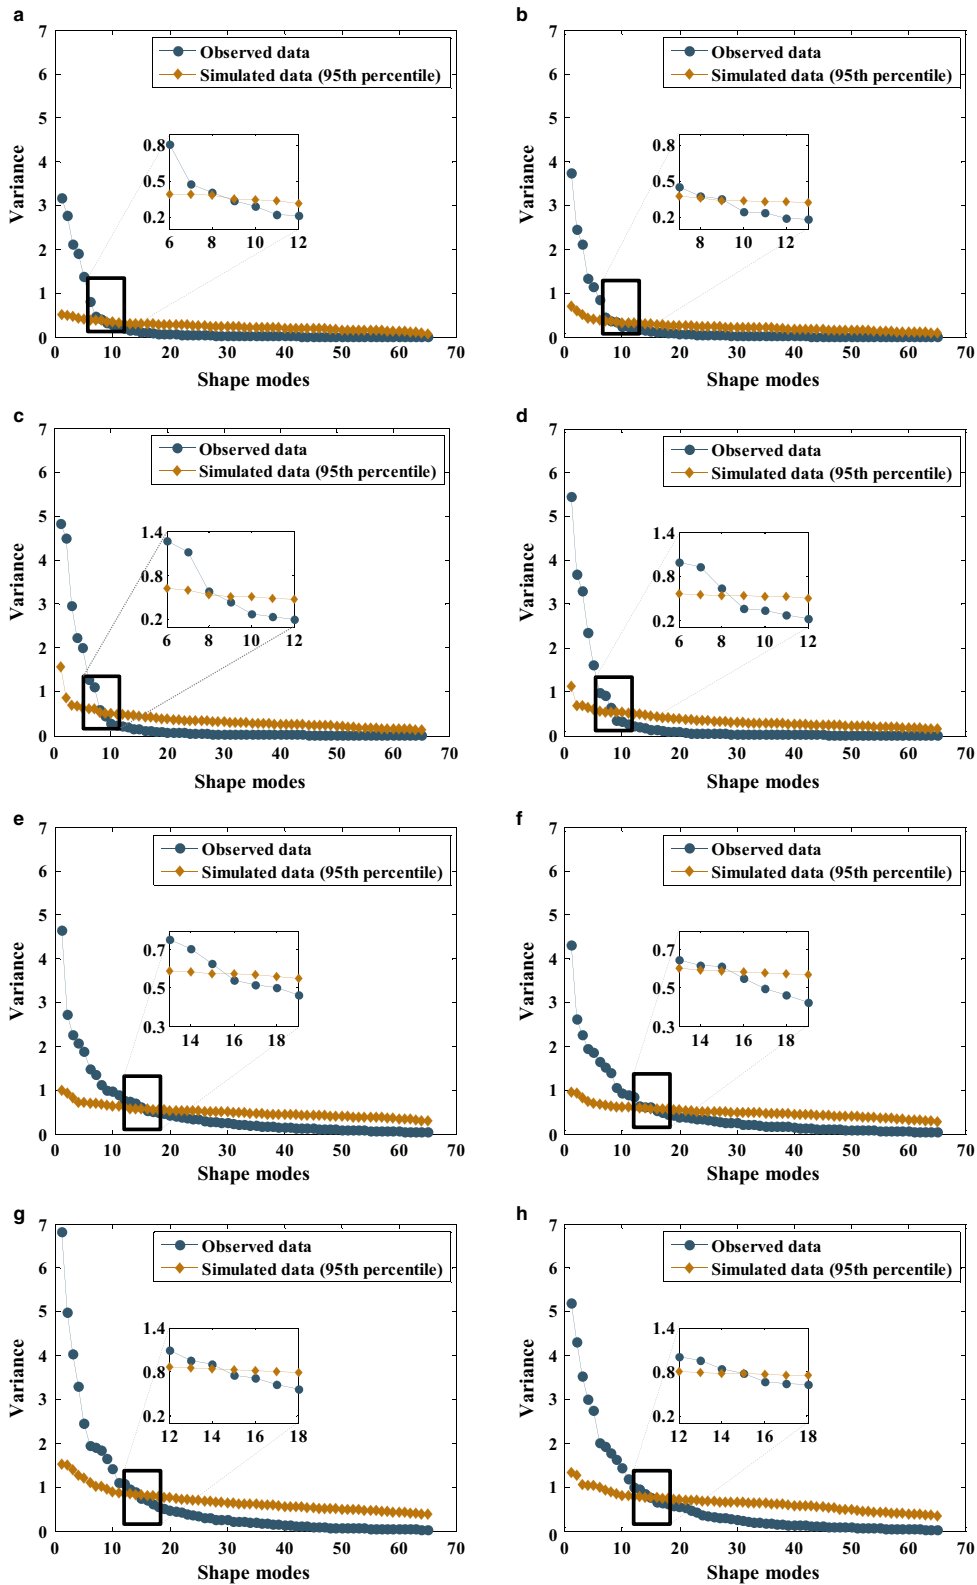 a
7
6
5
4
3
2
1
0
Variance
Observed data
Simulated data (95th percentile)
0.8
0.5
0.2
6 8 10 12
0 10 20 30 40 50 60 70
Shape modes
b
7
6
5
4
3
2
1
0
Variance
Observed data
Simulated data (95th percentile)
0.8
0.5
0.2
8 10 12
0 10 20 30 40 50 60 70
Shape modes
c
7
6
5
4
3
2
1
0
Variance
Observed data
Simulated data (95th percentile)
1.4
0.8
0.2
6 8 10 12
0 10 20 30 40 50 60 70
Shape modes
d
7
6
5
4
3
2
1
0
Variance
Observed data
Simulated data (95th percentile)
1.4
0.8
0.2
6 8 10 12
0 10 20 30 40 50 60 70
Shape modes
e
7
6
5
4
3
2
1
0
Variance
Observed data
Simulated data (95th percentile)
0.7
0.5
0.3
14 16 18
0 10 20 30 40 50 60 70
Shape modes
f
7
6
5
4
3
2
1
0
Variance
Observed data
Simulated data (95th percentile)
0.7
0.5
0.3
14 16 18
0 10 20 30 40 50 60 70
Shape modes
g
7
6
5
4
3
2
1
0
Variance
Observed data
Simulated data (95th percentile)
1.4
0.8
0.2
12 14 16 18
0 10 20 30 40 50 60 70
Shape modes
h
7
6
5
4
3
2
1
0
Variance
Observed data
Simulated data (95th percentile)
1.4
0.8
0.2
12 14 16 18
0 10 20 30 40 50 60 70
Shape modes